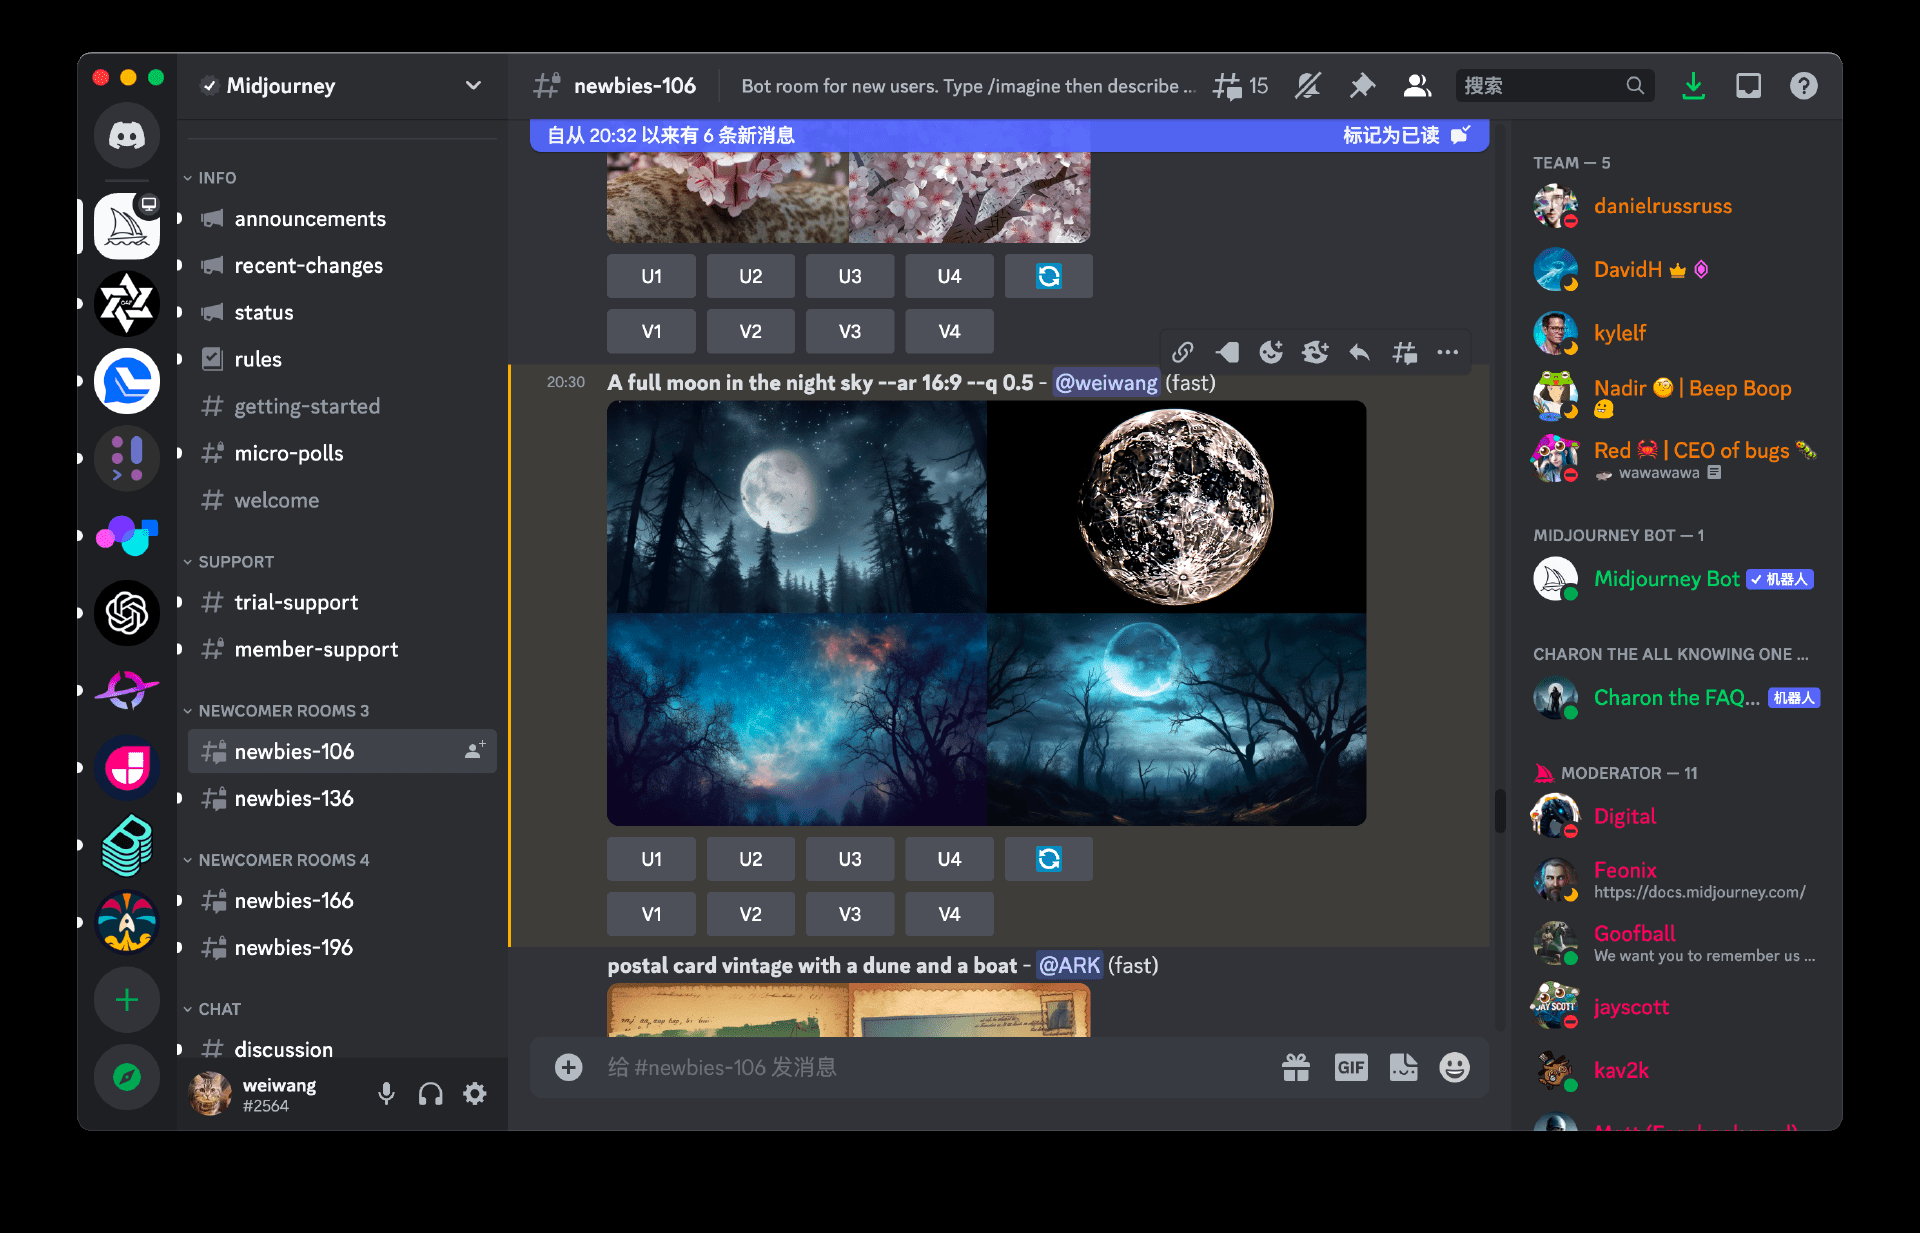 Midjourney
INFO
announcements
recent-changes
status
rules
getting-started
micro-polls
welcome
SUPPORT
trial-support
member-support
NEWCOMER ROOMS 3
newbies-106
newbies-136
NEWCOMER ROOMS 4
newbies-166
newbies-196
CHAT
discussion
weiwang
#2564
newbies-106
Bot room for new users. Type /imagine then describe ...
15
搜索
自从 20:32 以来有 6 条新消息
标记为已读
U1 U2 U3 U4
V1 V2 V3 V4
20:30 A full moon in the night sky --ar 16:9 --q 0.5 - @weiwang (fast)
U1 U2 U3 U4
V1 V2 V3 V4
postal card vintage with a dune and a boat - @ARK (fast)
给 #newbies-106 发消息
GIF
TEAM — 5
danielrussruss
DavidH
kylelf
Nadir 🧐 | Beep Boop
😬
Red 🦀 | CEO of bugs 🐛
wawawawa
MIDJOURNEY BOT — 1
Midjourney Bot ✓ 机器人
CHARON THE ALL KNOWING ONE ...
Charon the FAQ... 机器人
MODERATOR — 11
Digital
Feonix
https://docs.midjourney.com/
Goofball
We want you to remember us ...
JAY SCOTT
jayscott
kav2k